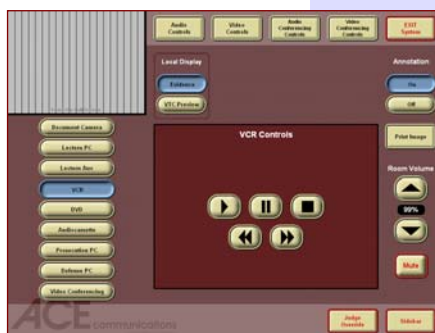 Audio
Controls
Video
Controls
Audio
Conferencing
Controls
Video
Conferencing
Controls
EXIT
System
Local Display
Evidence
VTC Preview
Annotation
On
Off
Document Camera
Lectern PC
Lectern Aux
VCR
DVD
Audiocassette
Prosecution PC
Defense PC
Video Conferencing
VCR Controls
Print Image
Room Volume
99%
Mute
Judge
Override
Sidebar
ACE communications